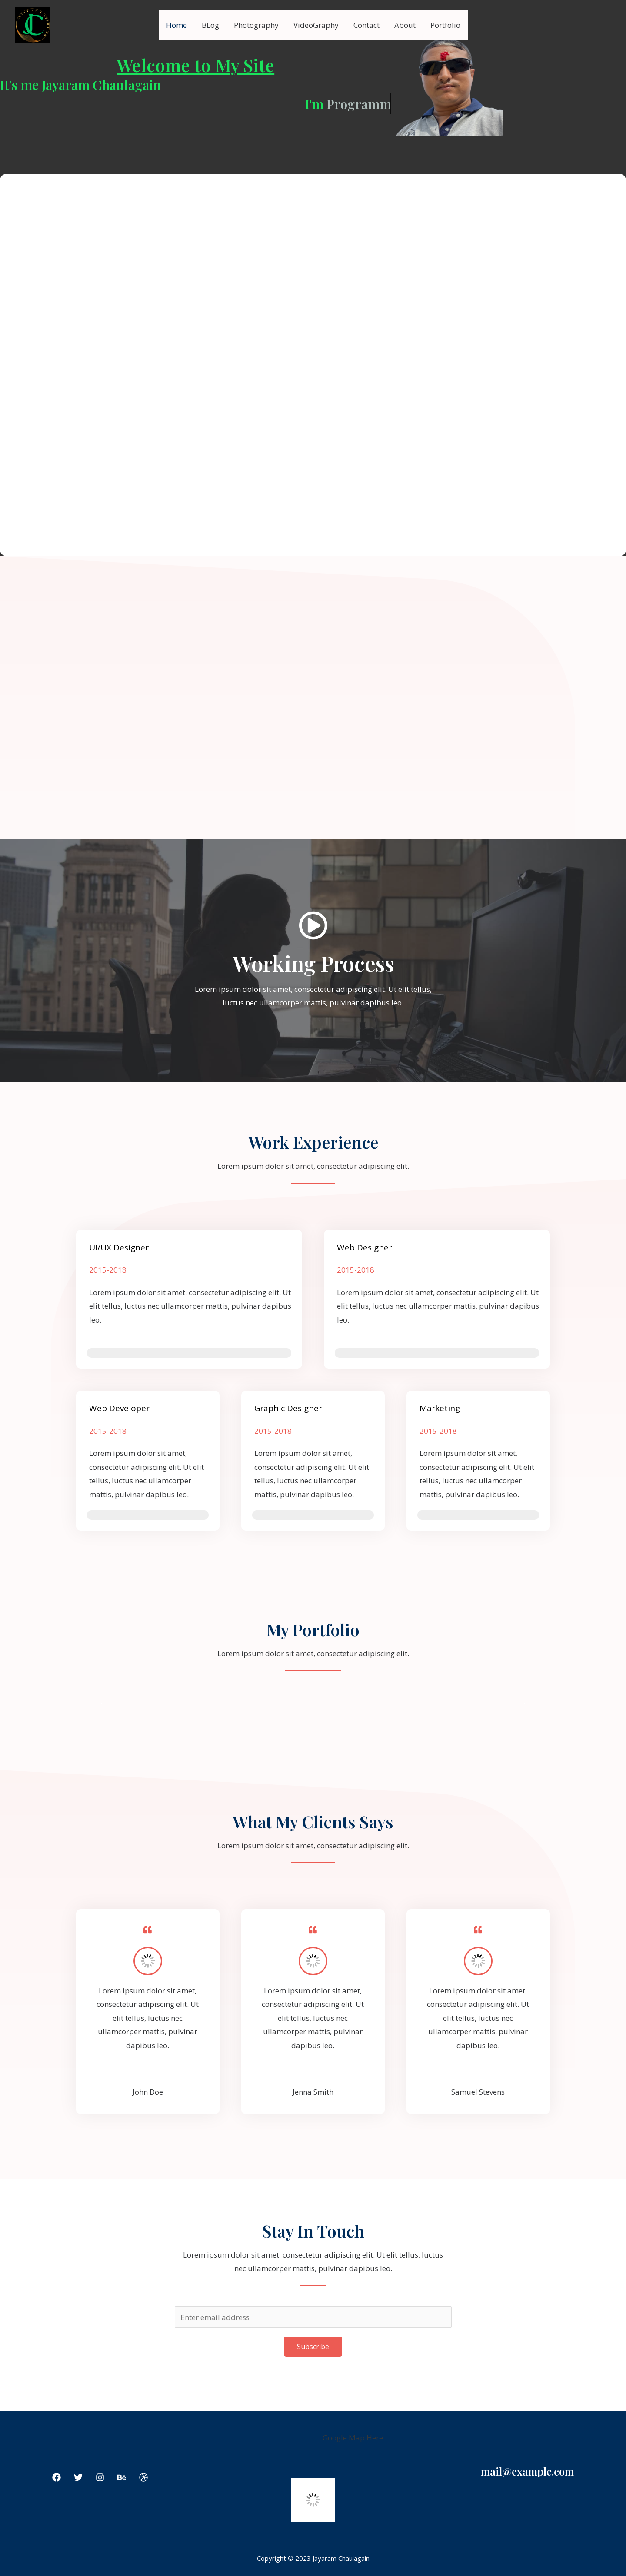 Home BLog Photography VideoGraphy Contact About Portfolio
Welcome to My Site
It's me Jayaram Chaulagain
I'm Programm
Working Process
Lorem ipsum dolor sit amet, consectetur adipiscing elit. Ut elit tellus,
luctus nec ullamcorper mattis, pulvinar dapibus leo.
Work Experience
Lorem ipsum dolor sit amet, consectetur adipiscing elit.
UI/UX Designer
2015-2018
Lorem ipsum dolor sit amet, consectetur adipiscing elit. Ut
elit tellus, luctus nec ullamcorper mattis, pulvinar dapibus
leo.
Web Designer
2015-2018
Lorem ipsum dolor sit amet, consectetur adipiscing elit. Ut
elit tellus, luctus nec ullamcorper mattis, pulvinar dapibus
leo.
Web Developer
2015-2018
Lorem ipsum dolor sit amet,
consectetur adipiscing elit. Ut elit
tellus, luctus nec ullamcorper
mattis, pulvinar dapibus leo.
Graphic Designer
2015-2018
Lorem ipsum dolor sit amet,
consectetur adipiscing elit. Ut elit
tellus, luctus nec ullamcorper
mattis, pulvinar dapibus leo.
Marketing
2015-2018
Lorem ipsum dolor sit amet,
consectetur adipiscing elit. Ut elit
tellus, luctus nec ullamcorper
mattis, pulvinar dapibus leo.
My Portfolio
Lorem ipsum dolor sit amet, consectetur adipiscing elit.
What My Clients Says
Lorem ipsum dolor sit amet, consectetur adipiscing elit.
Lorem ipsum dolor sit amet,
consectetur adipiscing elit. Ut
elit tellus, luctus nec
ullamcorper mattis, pulvinar
dapibus leo.
John Doe
Lorem ipsum dolor sit amet,
consectetur adipiscing elit. Ut
elit tellus, luctus nec
ullamcorper mattis, pulvinar
dapibus leo.
Jenna Smith
Lorem ipsum dolor sit amet,
consectetur adipiscing elit. Ut
elit tellus, luctus nec
ullamcorper mattis, pulvinar
dapibus leo.
Samuel Stevens
Stay In Touch
Lorem ipsum dolor sit amet, consectetur adipiscing elit. Ut elit tellus, luctus
nec ullamcorper mattis, pulvinar dapibus leo.
Enter email address
Subscribe
Google Map Here
mail@example.com
Copyright © 2023 Jayaram Chaulagain